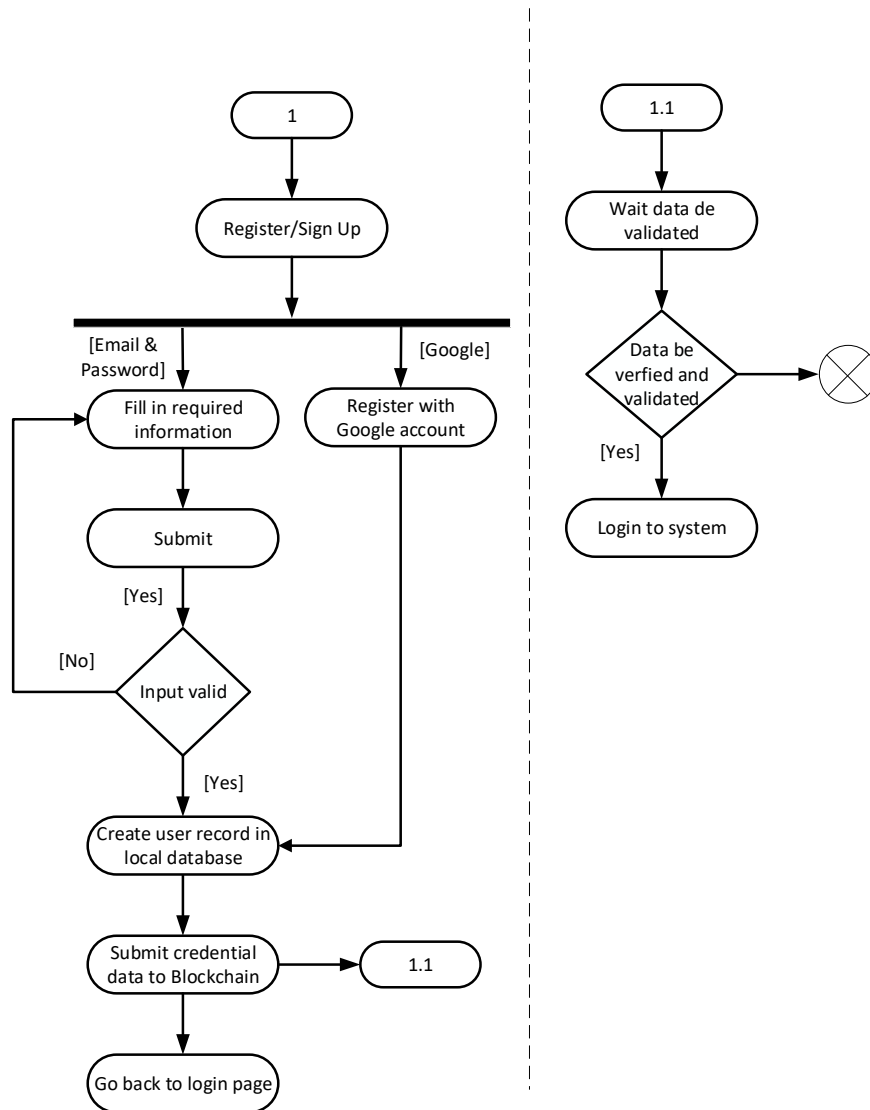 1
Register/Sign Up
[Email &
Password]
[Google]
Fill in required
information
Register with
Google account
Submit
[Yes]
[No]
Input valid
[Yes]
Create user record in
local database
Submit credential
data to Blockchain
1.1
Go back to login page
1.1
Wait data de
validated
Data be
verfied and
validated
[Yes]
Login to system